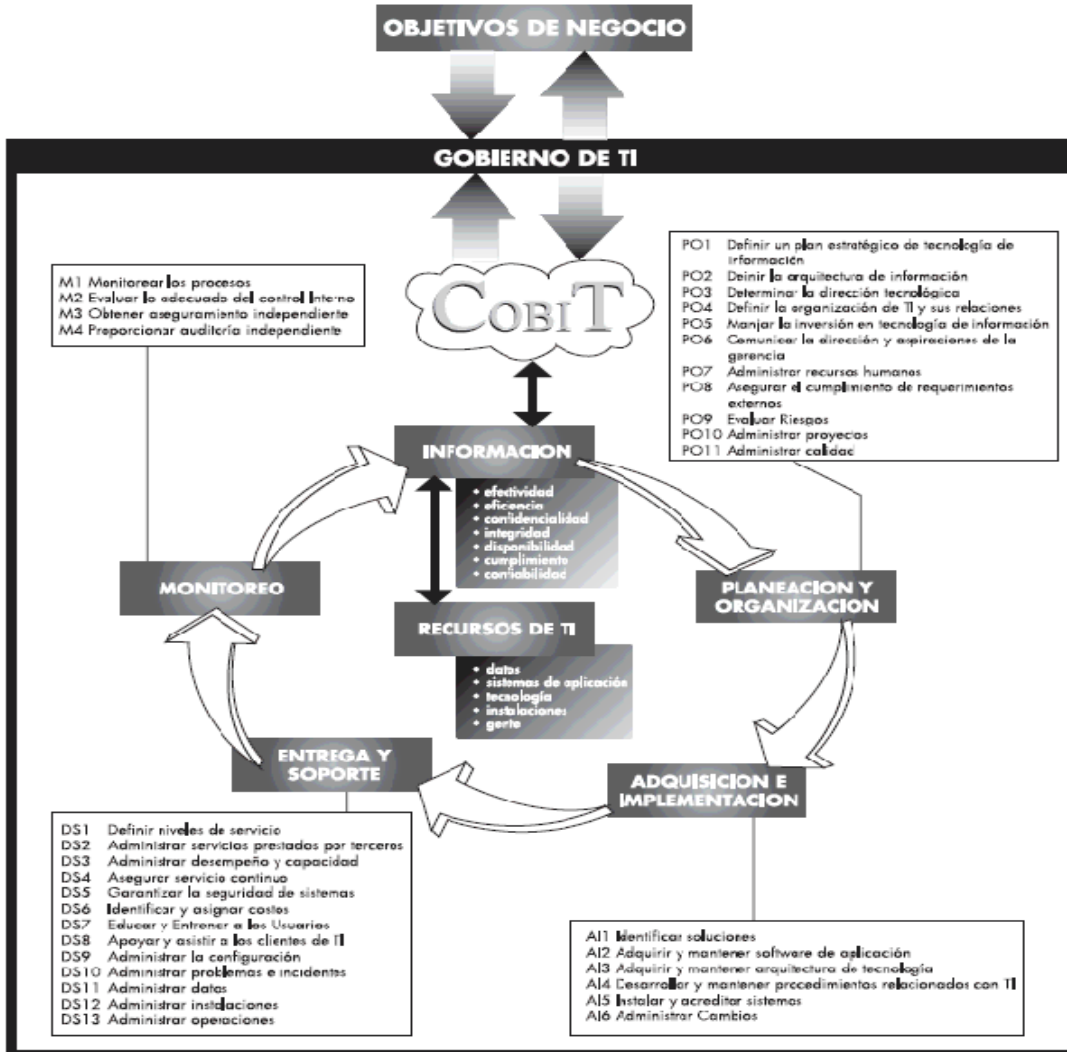 OBJETIVOS DE NEGOCIO
GOBIERNO DE TI
COBIT
M1 Monitorear los procesos
M2 Evaluar lo adecuado del control Interno
M3 Obtener aseguramiento independiente
M4 Proporcionar auditoría independiente
PO1 Definir un plan estratégico de tecnología de
información
PO2 Deinir la arquitectura de información
PO3 Determinar la dirección tecnológica
PO4 Definir la organización de TI y sus relaciones
PO5 Manjar la inversión en tecnología de información
PO6 Comunicar la dirección y aspiraciones de la
gerencia
PO7 Administrar recursos humanos
PO8 Asegurar el cumplimiento de requerimientos
externos
PO9 Evaluar Riesgos
PO10 Administrar proyectos
PO11 Administrar calidad
INFORMACION
• efectividad
• eficiencia
• confidencialidad
• integridad
• disponibilidad
• cumplimiento
• confiabilidad
MONITOREO
PLANEACION Y
ORGANIZACION
RECURSOS DE TI
• datos
• sistemas de aplicación
• tecnología
• instalaciones
• gente
ENTREGA Y
SOPORTE
ADQUISICION E
IMPLEMENTACION
DS1 Definir niveles de servicio
DS2 Administrar servicios prestados por terceros
DS3 Administrar desempeño y capacidad
DS4 Asegurar servicio continuo
DS5 Garantizar la seguridad de sistemas
DS6 Identificar y asignar costos
DS7 Educar y Entrenar a los Usuarios
DS8 Apoyar y asistir a los clientes de TI
DS9 Administrar la configuración
DS10 Administrar problemas e incidentes
DS11 Administrar datos
DS12 Administrar instalaciones
DS13 Administrar operaciones
AI1 Identificar soluciones
AI2 Adquirir y mantener software de aplicación
AI3 Adquirir y mantener arquitectura de tecnología
AI4 Desarrollar y mantener procedimientos relacionados con TI
AI5 Instalar y acreditar sistemas
AI6 Administrar Cambios